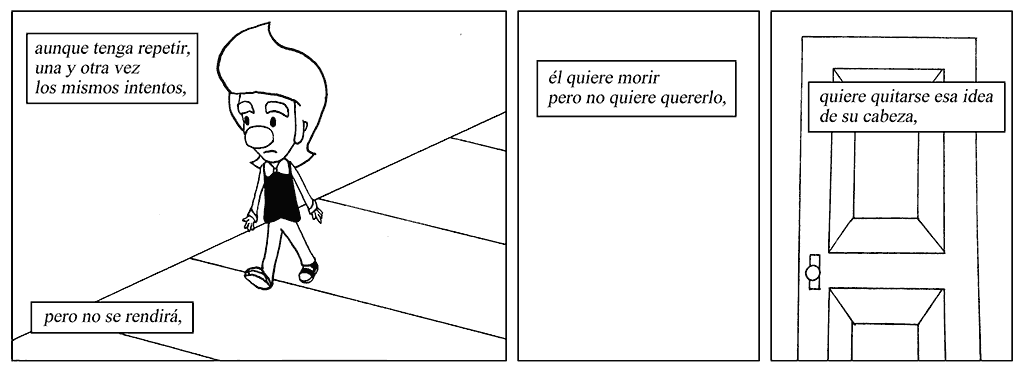 aunque tenga repetir,
una y otra vez
los mismos intentos,
pero no se rendirá,
él quiere morir
pero no quiere quererlo,
quiere quitarse esa idea
de su cabeza,